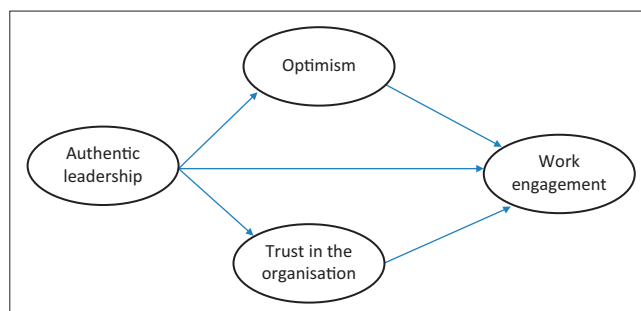 Optimism
Authentic
leadership
Work
engagement
Trust in the
organisation